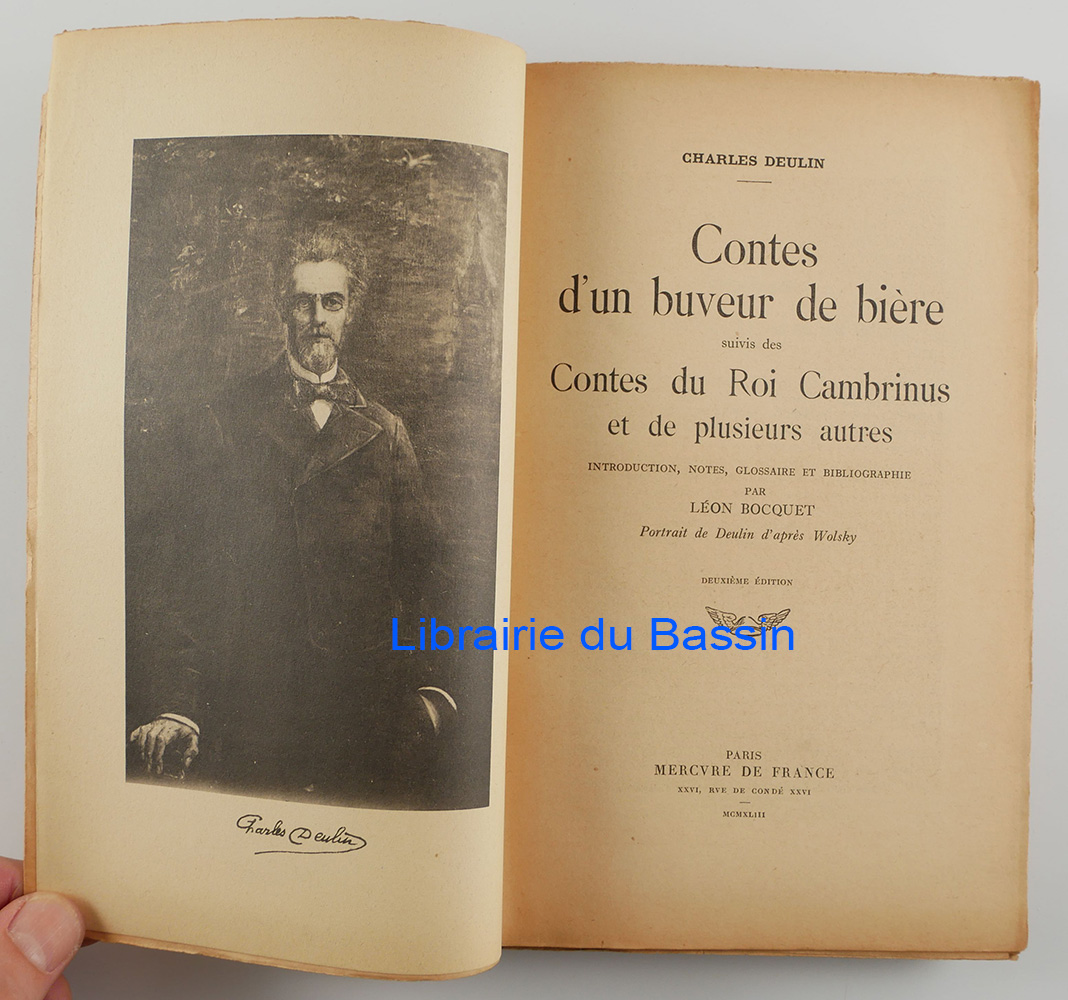 Charles Deulin
CHARLES DEULIN
Contes
d'un buveur de bière
suivis des
Contes du Roi Cambrinus
et de plusieurs autres
INTRODUCTION, NOTES, GLOSSAIRE ET BIBLIOGRAPHIE
PAR
LÉON BOCQUET
Portrait de Deulin d'après Wolsky
DEUXIÈME ÉDITION
Librairie du Bassin
PARIS
MERCVRE DE FRANCE
XXVI, RVE DE CONDÉ XXVI
MCMXLIII